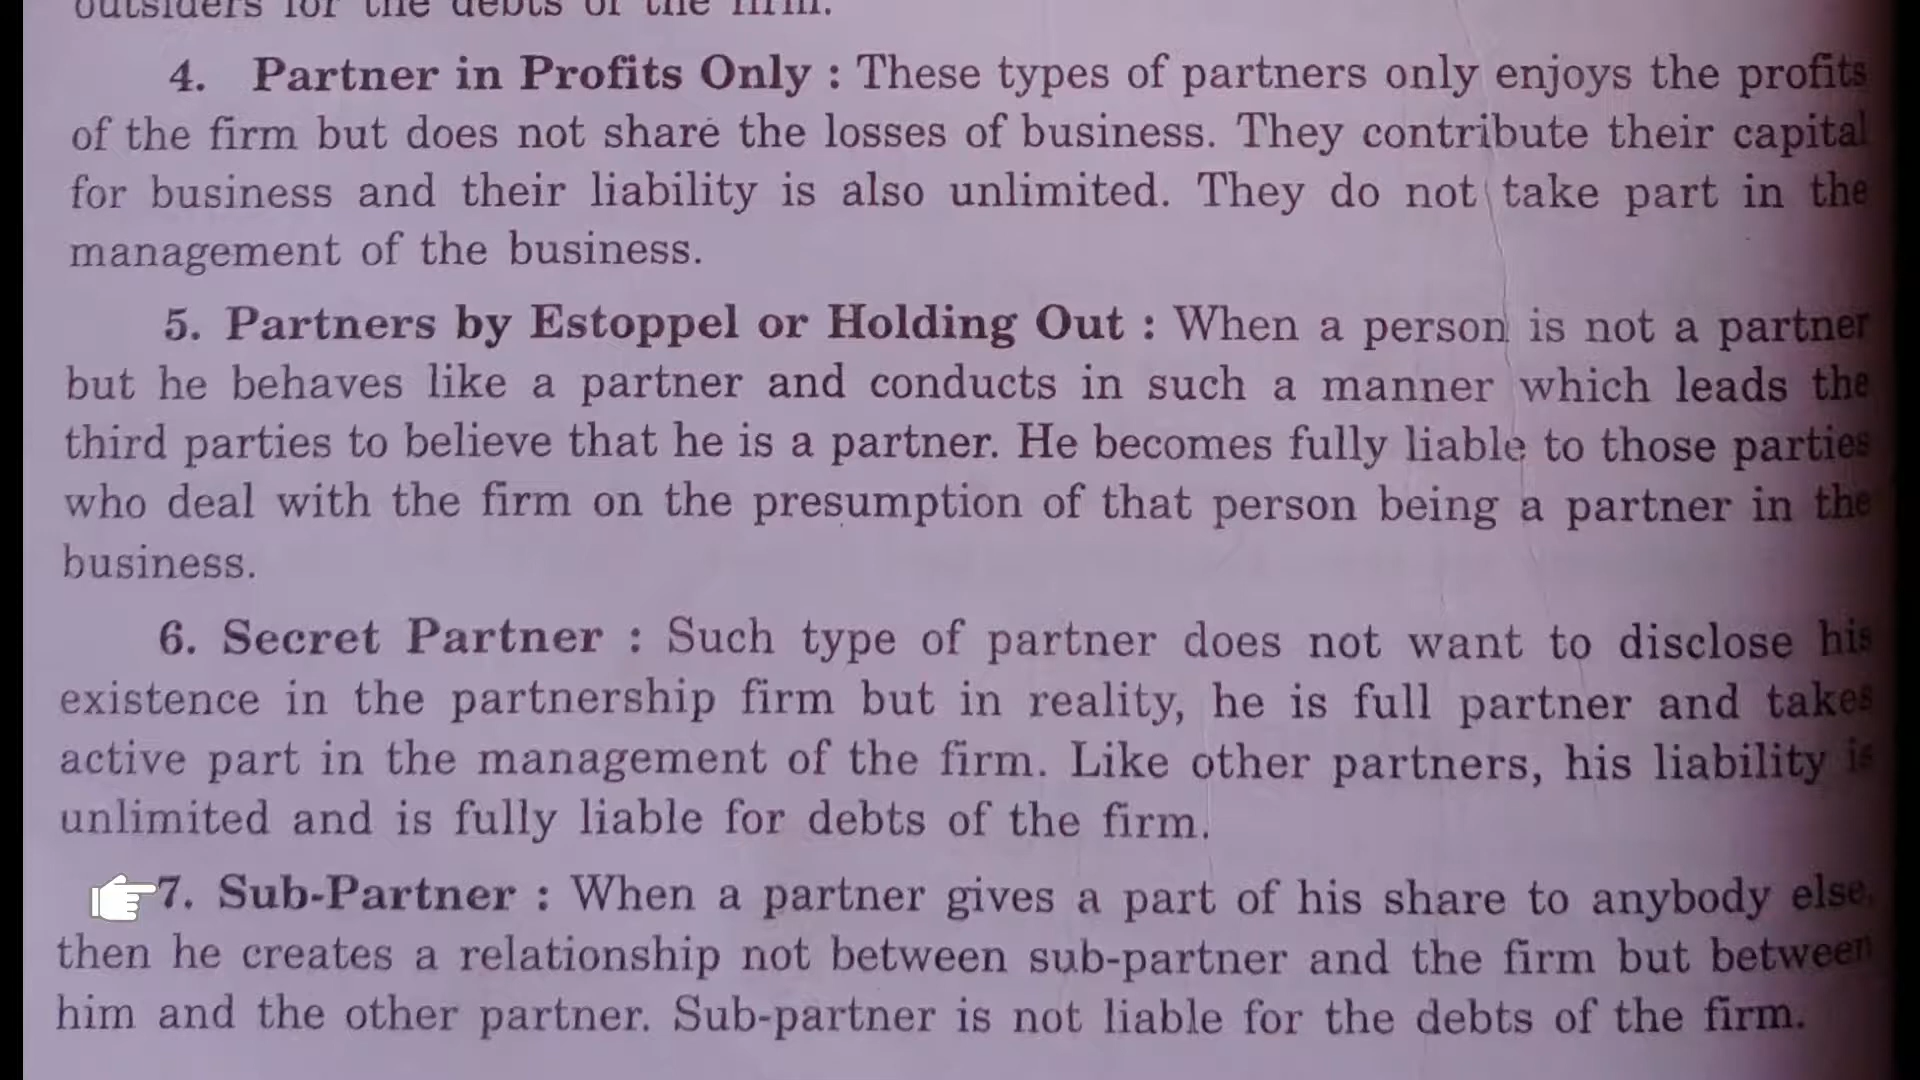 outsiders for the debts of the firm.
4. Partner in Profits Only : These types of partners only enjoys the profits
of the firm but does not share the losses of business. They contribute their capital
for business and their liability is also unlimited. They do not take part in the
management of the business.
5. Partners by Estoppel or Holding Out : When a person is not a partner
but he behaves like a partner and conducts in such a manner which leads the
third parties to believe that he is a partner. He becomes fully liable to those parties
who deal with the firm on the presumption of that person being a partner in the
business.
6. Secret Partner : Such type of partner does not want to disclose his
existence in the partnership firm but in reality, he is full partner and takes
active part in the management of the firm. Like other partners, his liability is
unlimited and is fully liable for debts of the firm.
7. Sub-Partner : When a partner gives a part of his share to anybody else,
then he creates a relationship not between sub-partner and the firm but between
him and the other partner. Sub-partner is not liable for the debts of the firm.